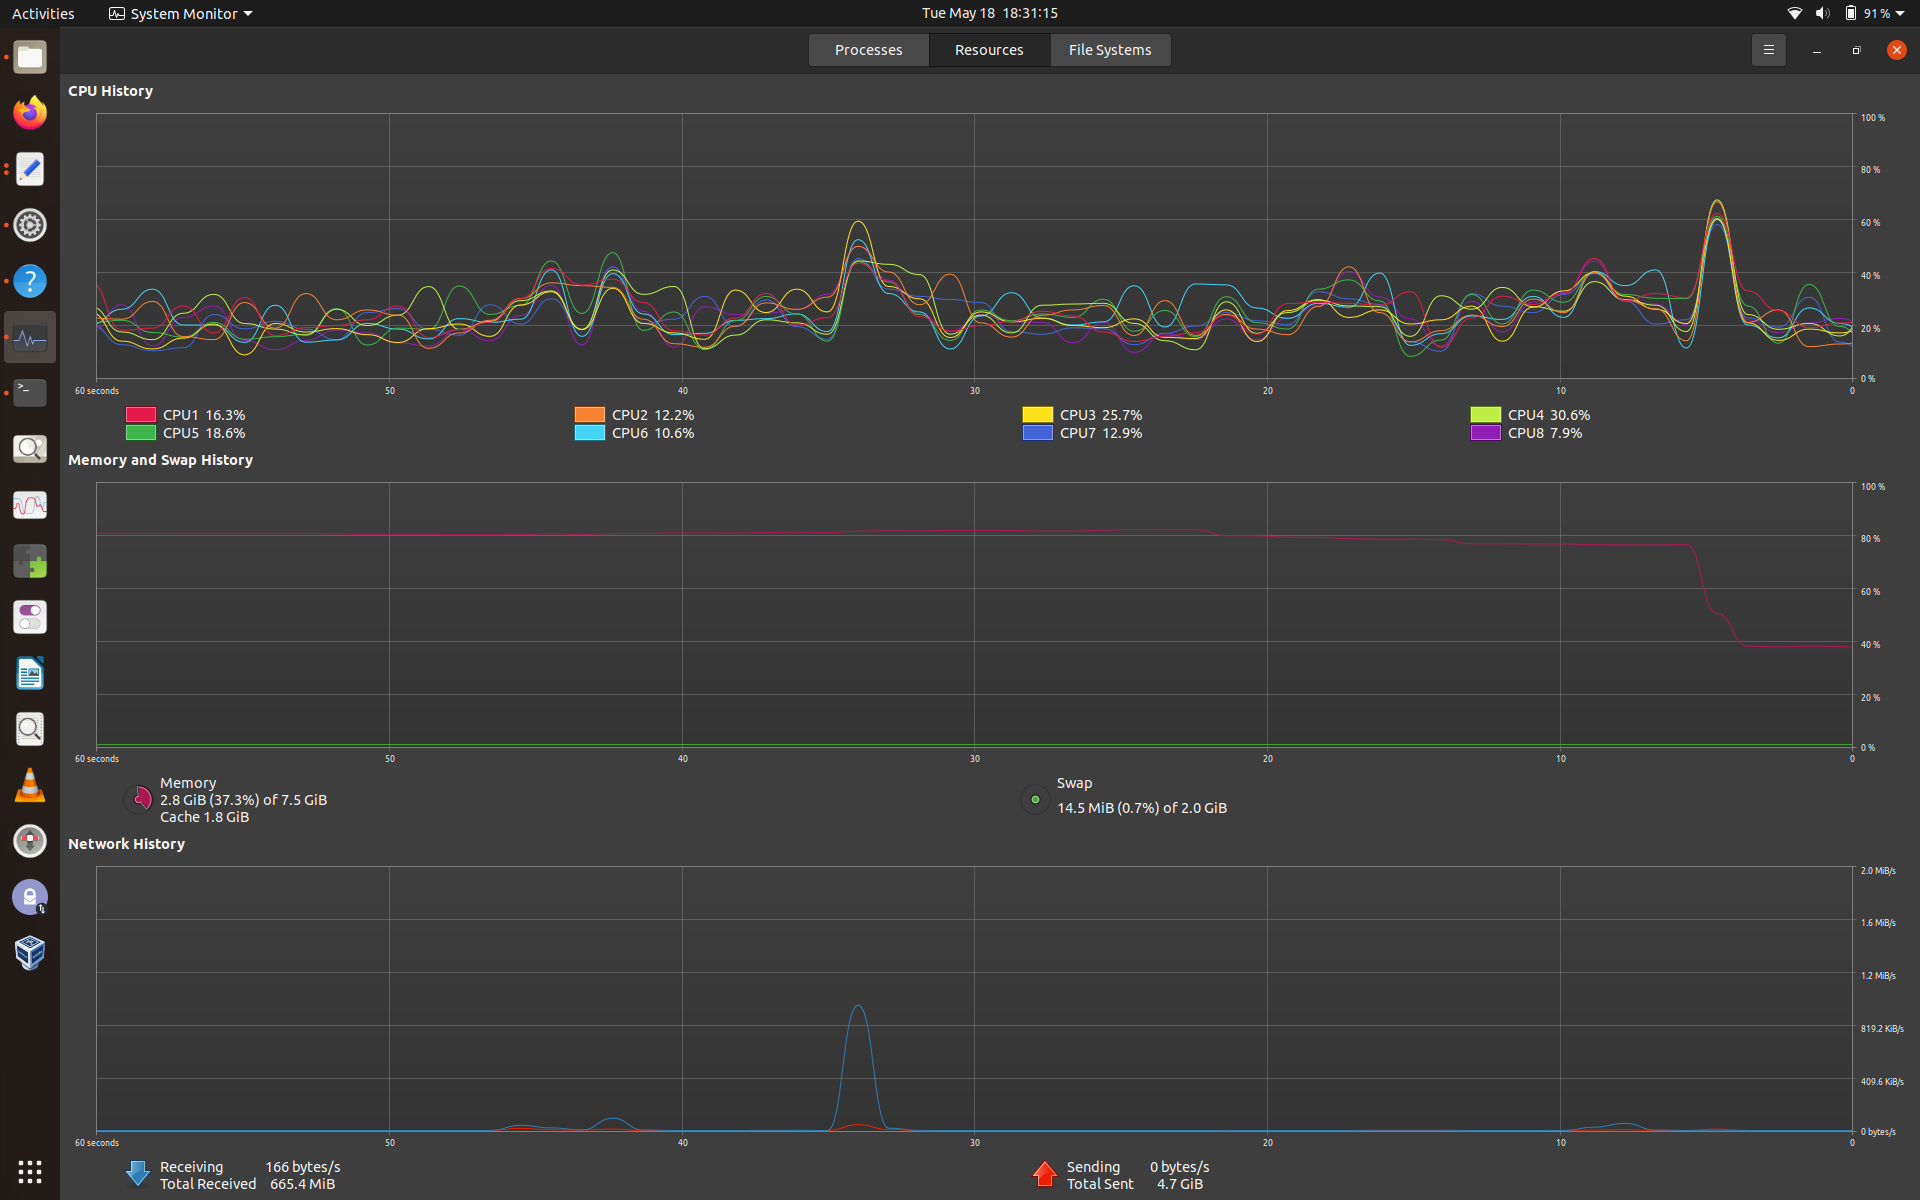 Activities System Monitor Tue May 18 18:31:15 91 %
Processes Resources File Systems
CPU History
100 %
80 %
60 %
40 %
20 %
0 %
60 seconds 50 40 30 20 10 0
CPU1 16.3% CPU2 12.2% CPU3 25.7% CPU4 30.6%
CPU5 18.6% CPU6 10.6% CPU7 12.9% CPU8 7.9%
Memory and Swap History
100 %
80 %
60 %
40 %
20 %
0 %
60 seconds 50 40 30 20 10 0
Memory
2.8 GiB (37.3%) of 7.5 GiB
Cache 1.8 GiB
Swap
14.5 MiB (0.7%) of 2.0 GiB
Network History
2.0 MiB/s
1.6 MiB/s
1.2 MiB/s
819.2 KiB/s
409.6 KiB/s
0 bytes/s
60 seconds 50 40 30 20 10 0
Receiving 166 bytes/s
Total Received 665.4 MiB
Sending 0 bytes/s
Total Sent 4.7 GiB